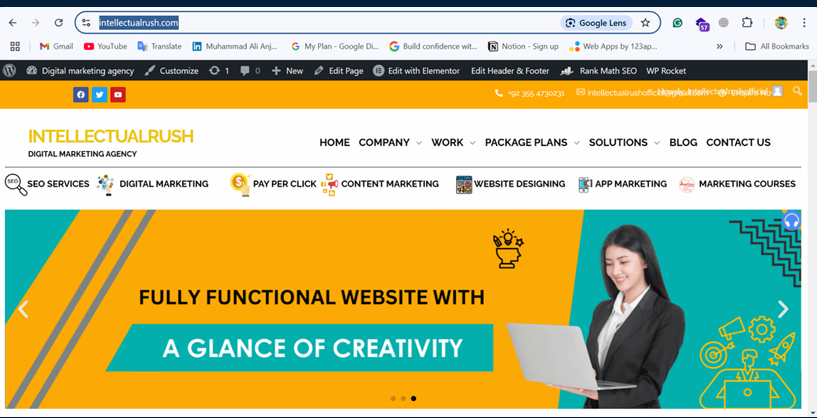 intellectualrush.com
Google Lens
57
Gmail
YouTube
Translate
Muhammad Ali Anj...
My Plan - Google Di...
Build confidence wit...
Notion - Sign up
Web Apps by 123ap...
»
All Bookmarks
Digital marketing agency
Customize
1
0
+ New
Edit Page
Edit with Elementor
Edit Header & Footer
Rank Math SEO
WP Rocket
+92 355 4730231
INTELLECTUALRUSH
DIGITAL MARKETING AGENCY
HOME
COMPANY
WORK
PACKAGE PLANS
SOLUTIONS
BLOG
CONTACT US
SEO
SEO SERVICES
DIGITAL MARKETING
PAY PER CLICK
CONTENT MARKETING
WEBSITE DESIGNING
APP MARKETING
MARKETING COURSES
FULLY FUNCTIONAL WEBSITE WITH
A GLANCE OF CREATIVITY